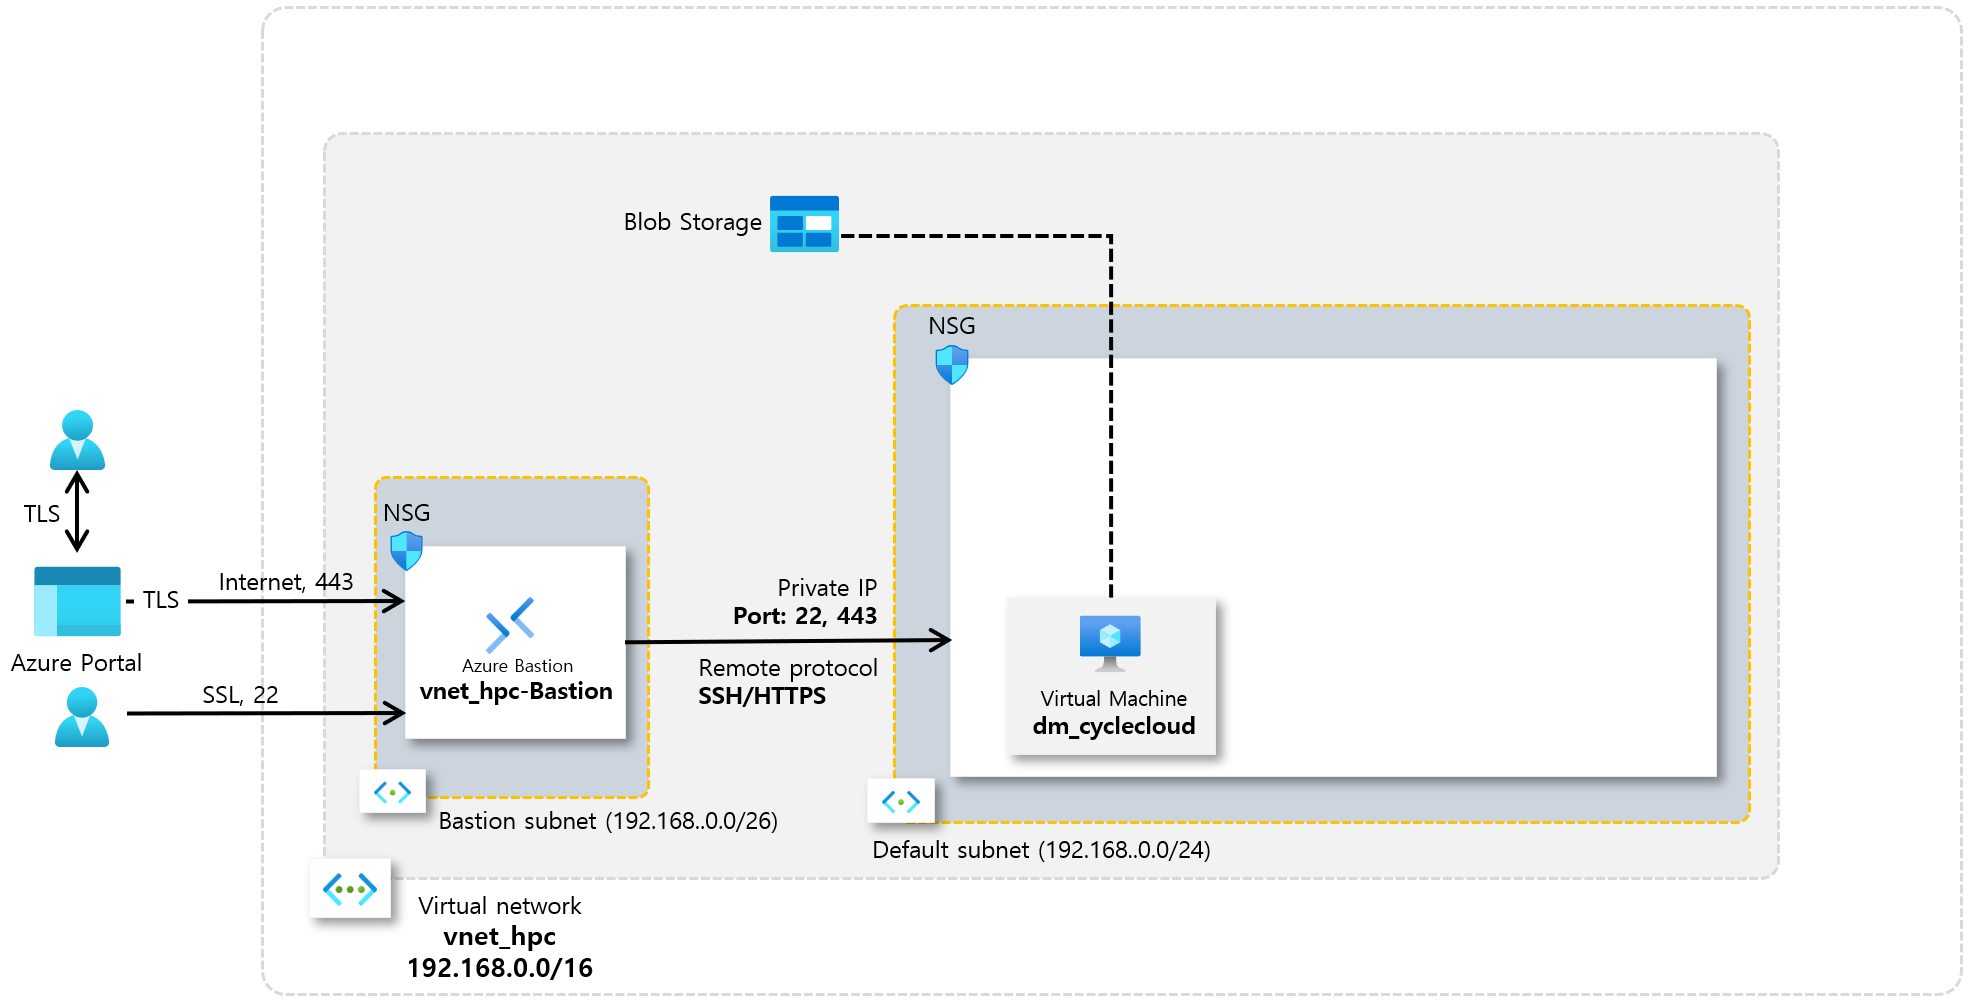 Blob Storage
NSG
TLS
NSG
Internet, 443
TLS
Azure Portal
SSL, 22
Azure Bastion
vnet_hpc-Bastion
Private IP
Port: 22, 443
Remote protocol
SSH/HTTPS
Virtual Machine
dm_cyclecloud
Bastion subnet (192.168..0.0/26)
Default subnet (192.168..0.0/24)
Virtual network
vnet_hpc
192.168.0.0/16